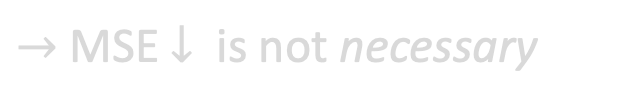 → MSE↓ is not necessary